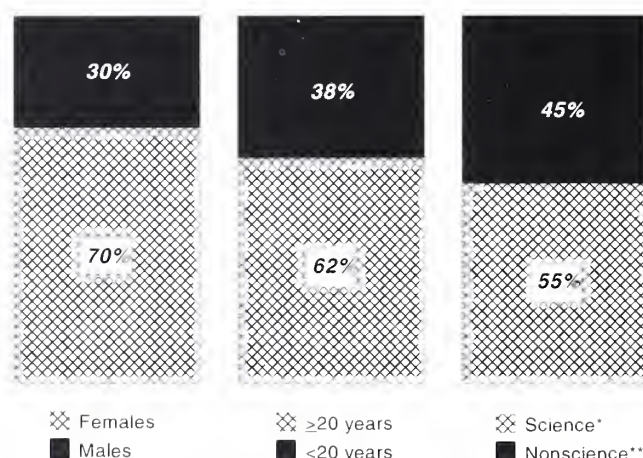 30% 38% 45%
70% 62% 55%
Females ≥20 years Science*
Males <20 years Nonscience**